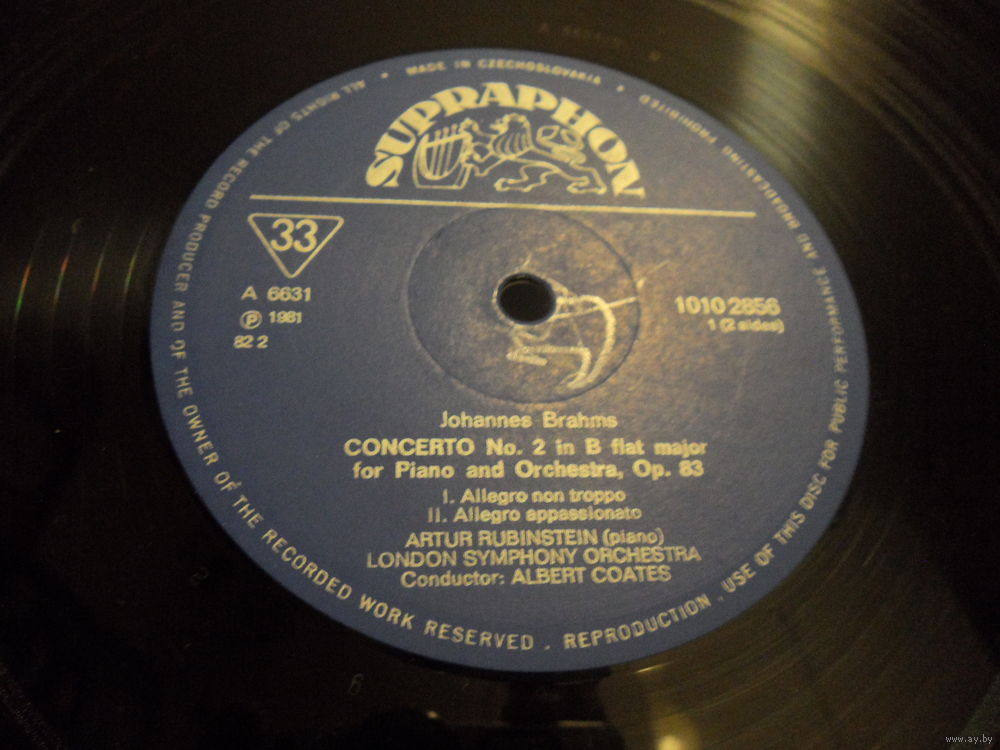 ALL RIGHTS OF THE RECORD PRODUCER AND OF THE OWNER OF THE RECORDED WORK RESERVED . REPRODUCTION . USE OF THIS DISC FOR PUBLIC PERFORMANCE AND BROADCASTING PROHIBITED
• MADE IN CZECHOSLOVAKIA •
SUPRAPHON
33
A 6631
Ⓟ 1981
82 2
1010 2856
1 (2 sides)
Johannes Brahms
CONCERTO No. 2 in B flat major
for Piano and Orchestra, Op. 83
I. Allegro non troppo
II. Allegro appassionato
ARTUR RUBINSTEIN (piano)
LONDON SYMPHONY ORCHESTRA
Conductor: ALBERT COATES
www.ay.by